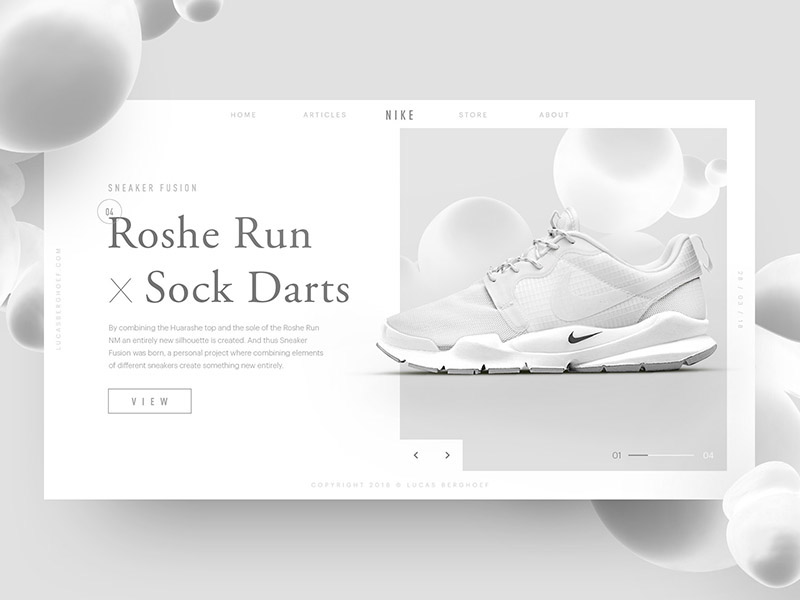 HOME
ARTICLES
NIKE
STORE
ABOUT
SNEAKER FUSION
04
Roshe Run
× Sock Darts
By combining the Huarashe top and the sole of the Roshe Run
NM an entirely new silhouette is created. And thus Sneaker
Fusion was born, a personal project where combining elements
of different sneakers create something new entirely.
VIEW
LUCASBERGHOEF.COM
01
04
COPYRIGHT 2016 © LUCAS BERGHOEF